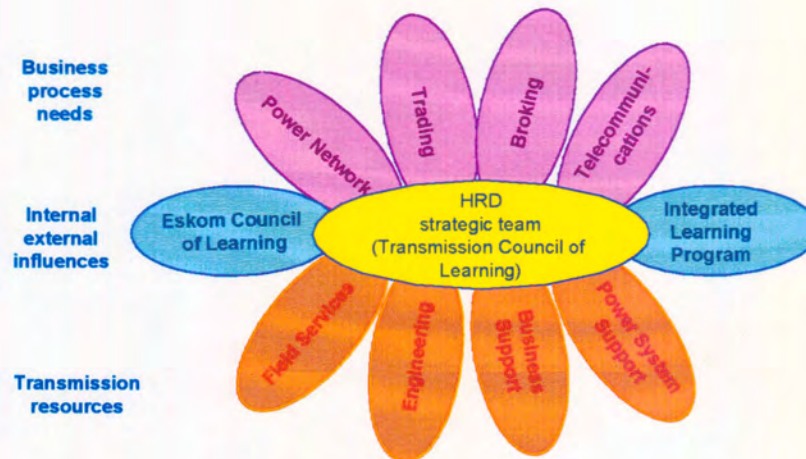 Business
process
needs
Power Network
Trading
Broking
Telecommuni-
cations
Internal
external
influences
Eskom Council
of Learning
HRD
strategic team
(Transmission Council of
Learning)
Integrated
Learning
Program
Transmission
resources
Field Services
Engineering
Business
Support
Power System
Support